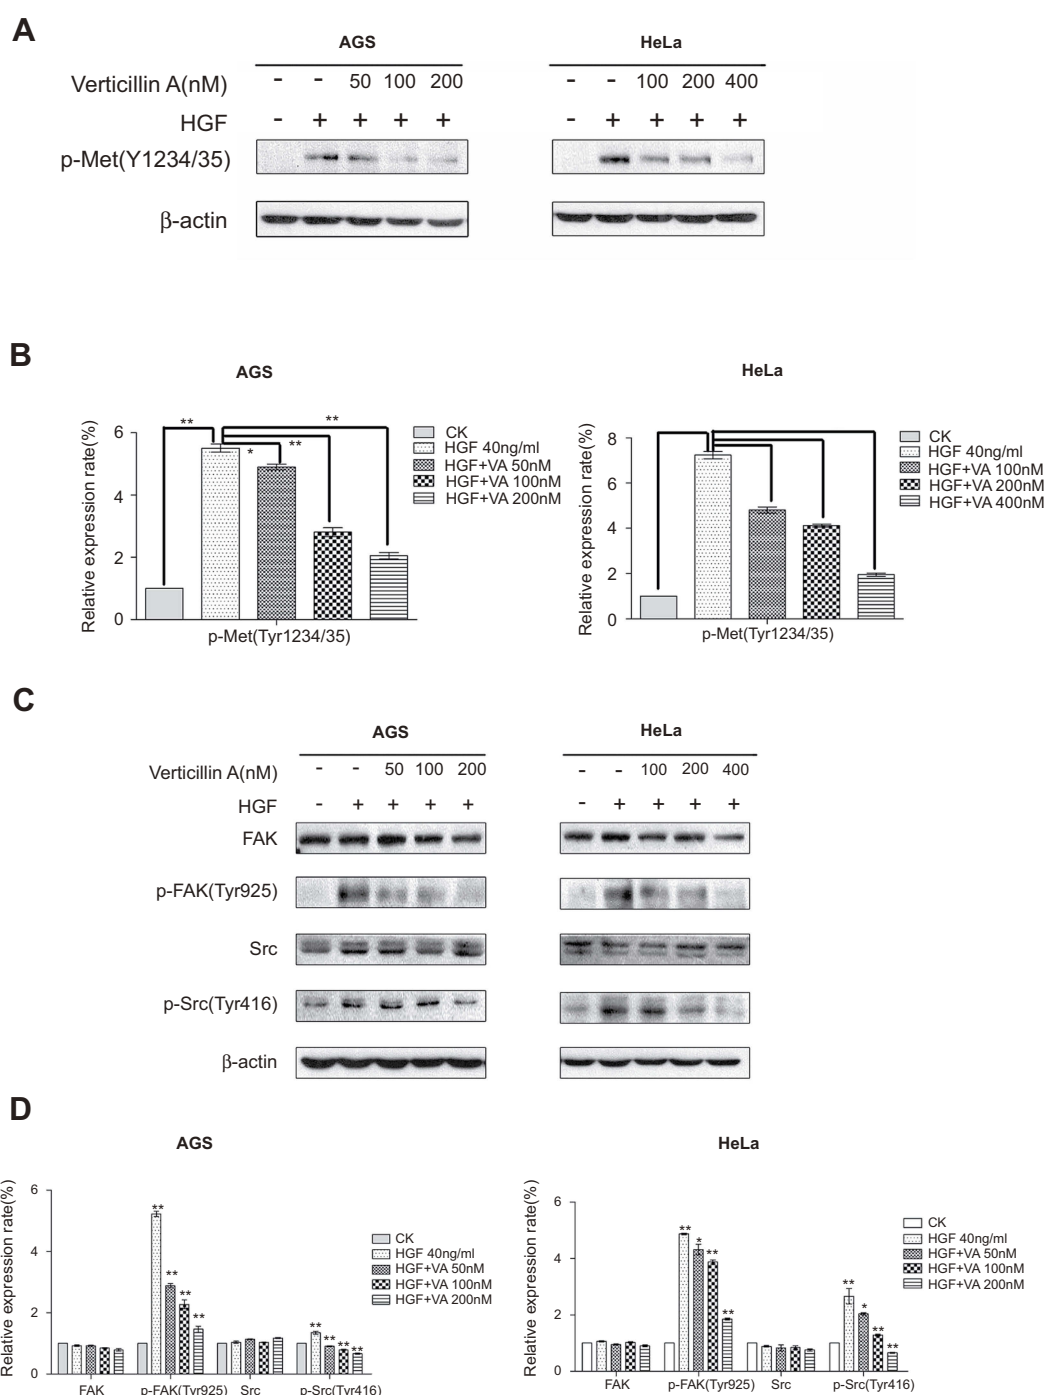 A
AGS HeLa
Verticillin A(nM) - - 50 100 200 - - 100 200 400
HGF - + + + + - + + + +
p-Met(Y1234/35)
β-actin
B
AGS
HeLa
Relative expression rate(%)
6
4
2
0
** * ** **
p-Met(Tyr1234/35)
CK
HGF 40ng/ml
HGF+VA 50nM
HGF+VA 100nM
HGF+VA 200nM
Relative expression rate(%)
8
6
4
2
0
p-Met(Tyr1234/35)
CK
HGF 40ng/ml
HGF+VA 100nM
HGF+VA 200nM
HGF+VA 400nM
C
AGS HeLa
Verticillin A(nM) - - 50 100 200 - - 100 200 400
HGF - + + + + - + + + +
FAK
p-FAK(Tyr925)
Src
p-Src(Tyr416)
β-actin
D
AGS
HeLa
Relative expression rate(%)
6
4
2
0
** ** ** ** ** ** ** **
FAK p-FAK(Tyr925) Src p-Src(Tyr416)
CK
HGF 40ng/ml
HGF+VA 50nM
HGF+VA 100nM
HGF+VA 200nM
Relative expression rate(%)
6
4
2
0
** * ** ** ** * ** **
FAK p-FAK(Tyr925) Src p-Src(Tyr416)
CK
HGF 40ng/ml
HGF+VA 50nM
HGF+VA 100nM
HGF+VA 200nM